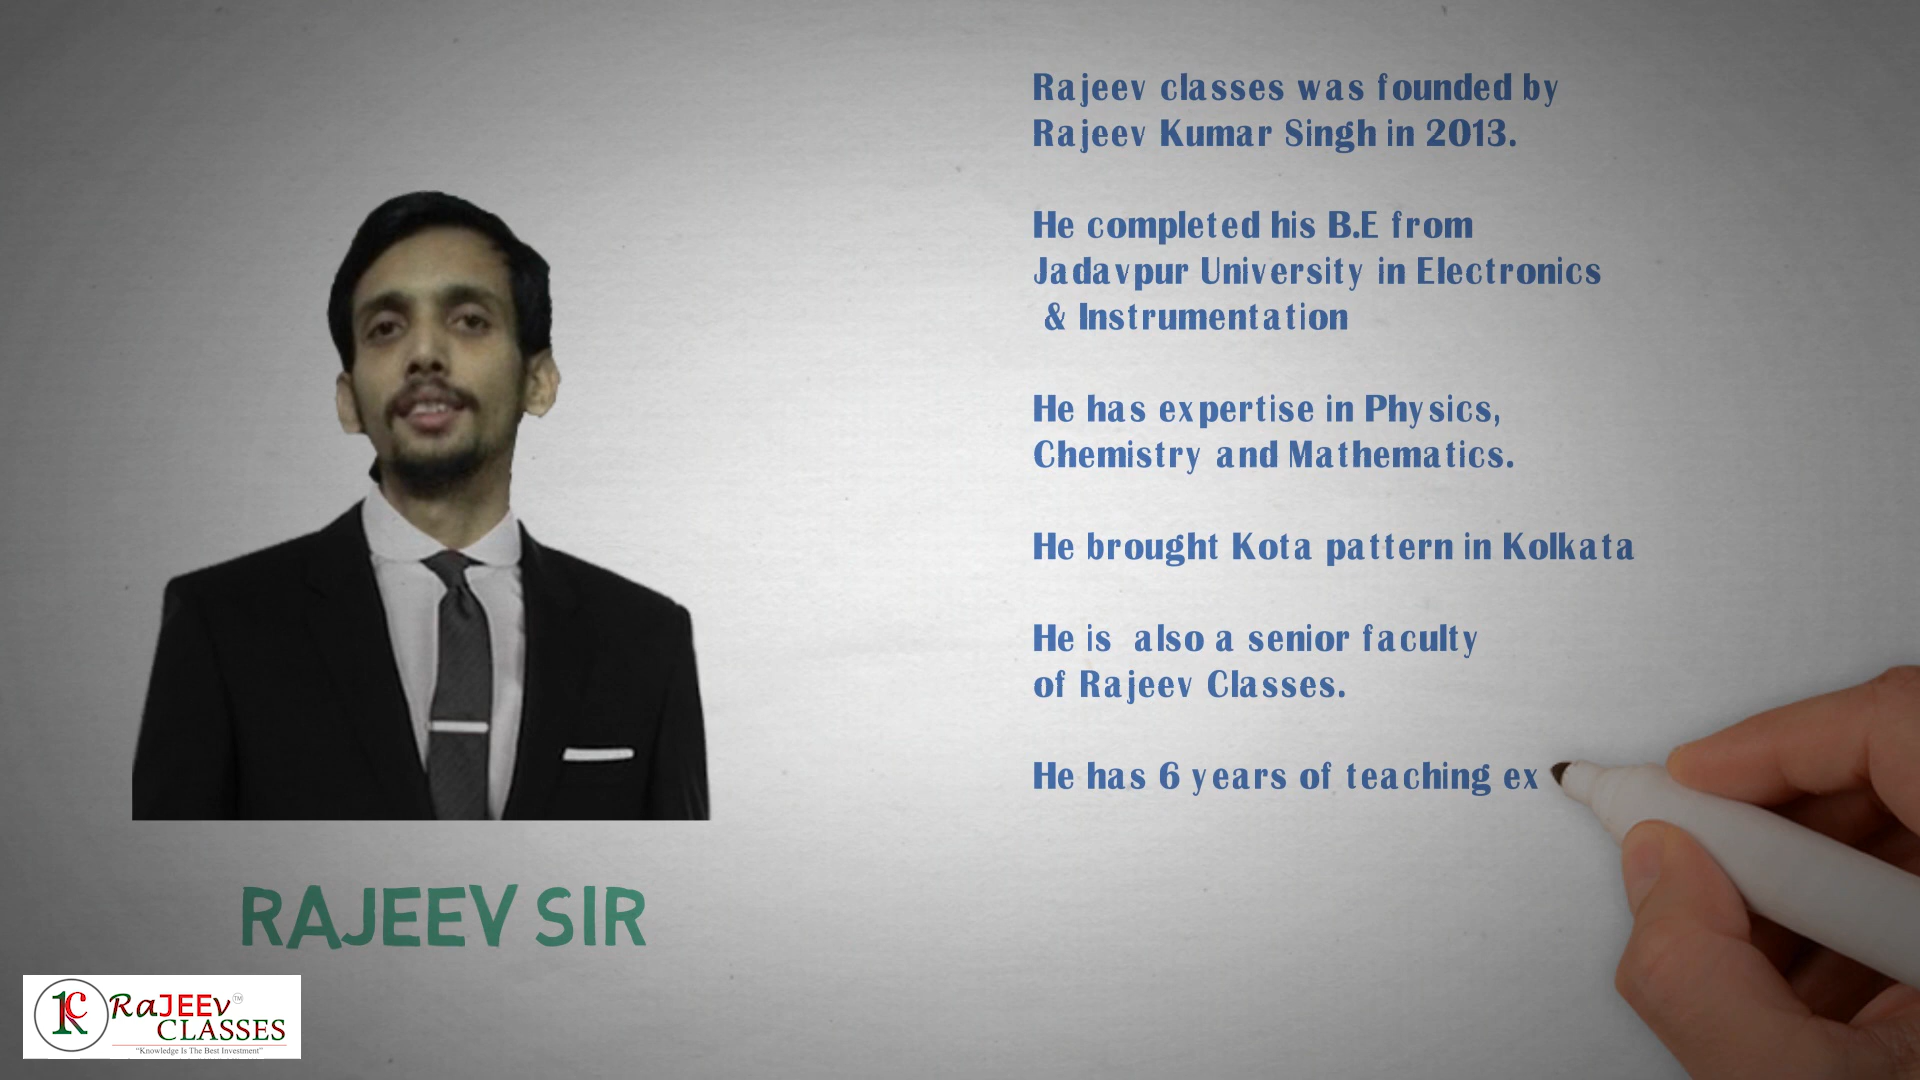 Rajeev classes was founded by
Rajeev Kumar Singh in 2013.
He completed his B.E from
Jadavpur University in Electronics
& Instrumentation
He has expertise in Physics,
Chemistry and Mathematics.
He brought Kota pattern in Kolkata
He is also a senior faculty
of Rajeev Classes.
He has 6 years of teaching ex
RAJEEV SIR
RaJEEv TM
CLASSES
"Knowledge Is The Best Investment"